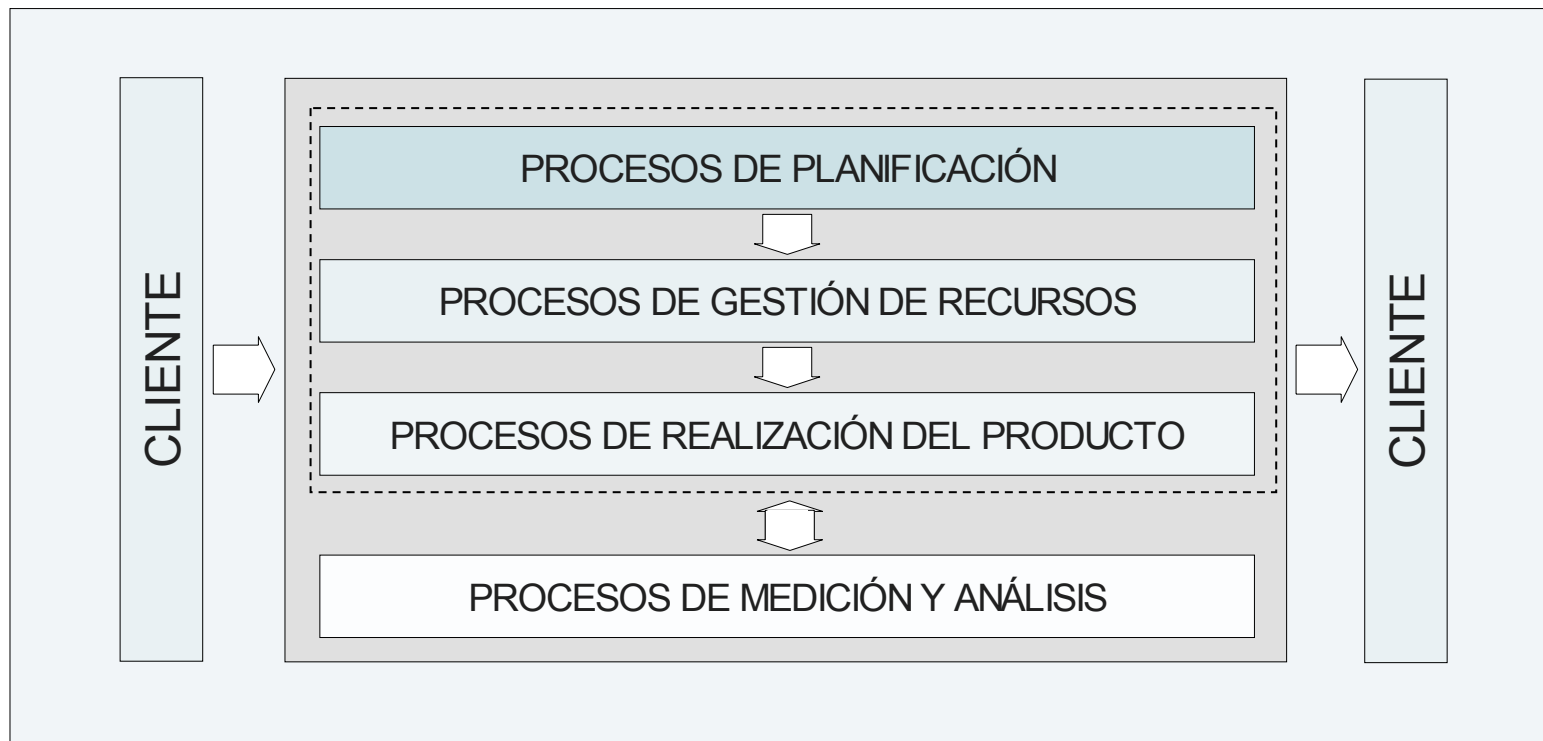 CLIENTE
PROCESOS DE PLANIFICACIÓN
PROCESOS DE GESTIÓN DE RECURSOS
PROCESOS DE REALIZACIÓN DEL PRODUCTO
PROCESOS DE MEDICIÓN Y ANÁLISIS
CLIENTE